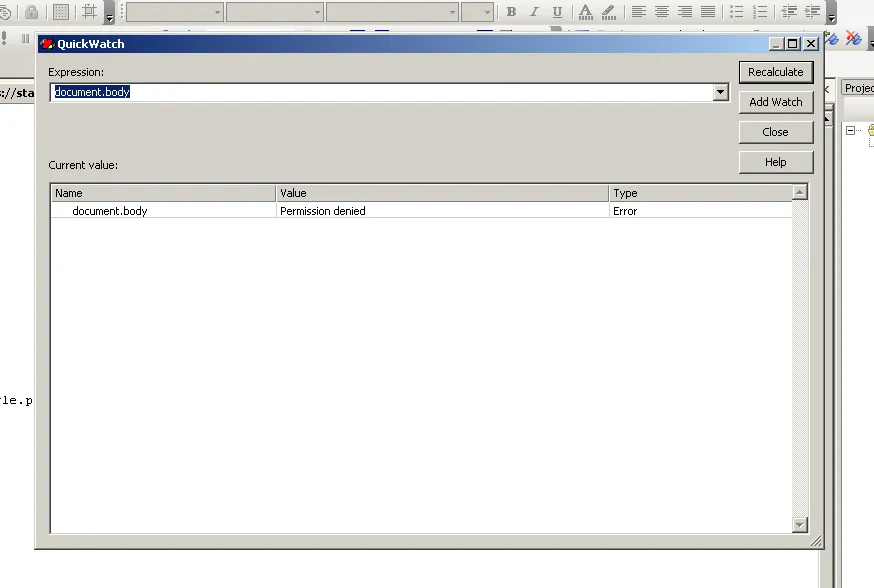 B I U A
QuickWatch
Expression:
document.body
Recalculate
Add Watch
Close
Help
Current value:
Name Value Type
document.body Permission denied Error
s://sta
rle.p
Projec